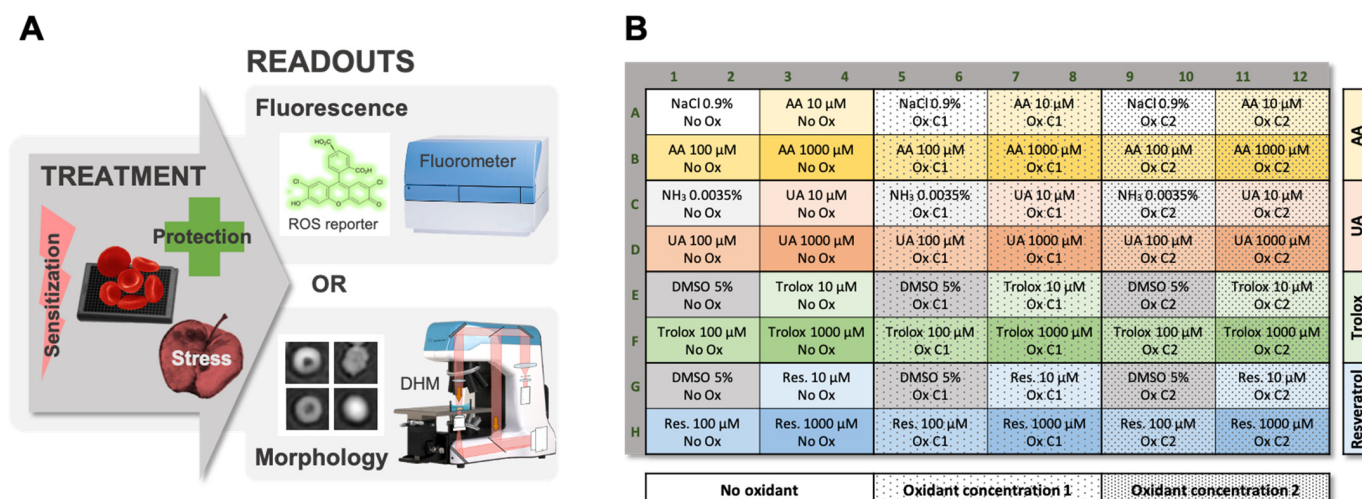 A
READOUTS
Fluorescence
HO₂C
CO₂H
Cl
Cl
HO
O
O
ROS reporter
Fluorometer
TREATMENT
Protection
Sensitization
Stress
OR
DHM
Morphology
B
1 2 3 4 5 6 7 8 9 10 11 12
A
NaCl 0.9% AA 10 µM NaCl 0.9% AA 10 µM NaCl 0.9% AA 10 µM
No Ox No Ox Ox C1 Ox C1 Ox C2 Ox C2
B
AA 100 µM AA 1000 µM AA 100 µM AA 1000 µM AA 100 µM AA 1000 µM
No Ox No Ox Ox C1 Ox C1 Ox C2 Ox C2
C
NH₃ 0.0035% UA 10 µM NH₃ 0.0035% UA 10 µM NH₃ 0.0035% UA 10 µM
No Ox No Ox Ox C1 Ox C1 Ox C2 Ox C2
D
UA 100 µM UA 1000 µM UA 100 µM UA 1000 µM UA 100 µM UA 1000 µM
No Ox No Ox Ox C1 Ox C1 Ox C2 Ox C2
E
DMSO 5% Trolox 10 µM DMSO 5% Trolox 10 µM DMSO 5% Trolox 10 µM
No Ox No Ox Ox C1 Ox C1 Ox C2 Ox C2
F
Trolox 100 µM Trolox 1000 µM Trolox 100 µM Trolox 1000 µM Trolox 100 µM Trolox 1000 µM
No Ox No Ox Ox C1 Ox C1 Ox C2 Ox C2
G
DMSO 5% Res. 10 µM DMSO 5% Res. 10 µM DMSO 5% Res. 10 µM
No Ox No Ox Ox C1 Ox C1 Ox C2 Ox C2
H
Res. 100 µM Res. 1000 µM Res. 100 µM Res. 1000 µM Res. 100 µM Res. 1000 µM
No Ox No Ox Ox C1 Ox C1 Ox C2 Ox C2
AA
UA
Trolox
Resveratrol
No oxidant Oxidant concentration 1 Oxidant concentration 2